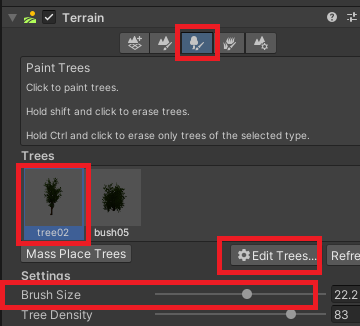 Terrain
Paint Trees
Click to paint trees.
Hold shift and click to erase trees.
Hold Ctrl and click to erase only trees of the selected type.
Trees
tree02 bush05
Mass Place Trees Edit Trees... Refre
Settings
Brush Size 22.2
Tree Density 83